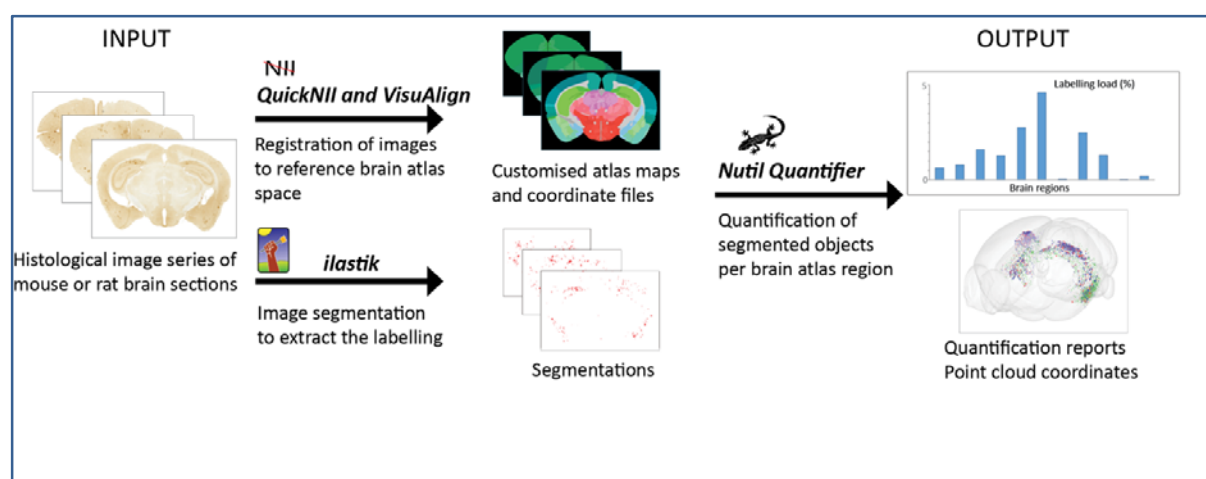 INPUT
Histological image series of
mouse or rat brain sections
NII
QuickNII and VisuAlign
Registration of images
to reference brain atlas
space
ilastik
Image segmentation
to extract the labelling
Customised atlas maps
and coordinate files
Segmentations
Nutil Quantifier
Quantification of
segmented objects
per brain atlas region
OUTPUT
Labelling load (%)
5
0
Brain regions
Quantification reports
Point cloud coordinates